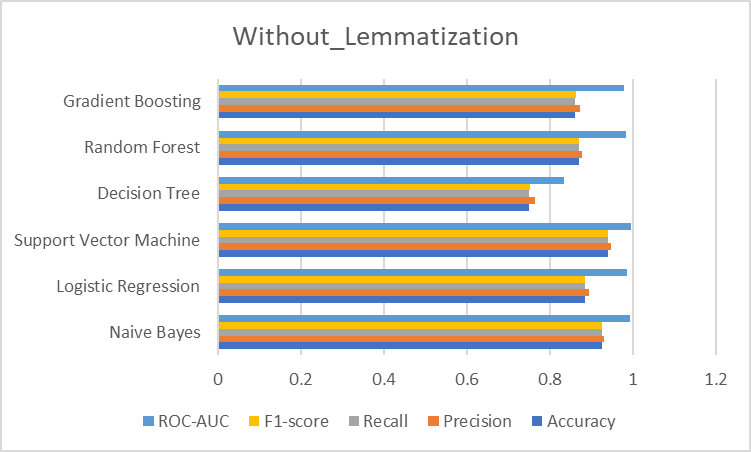 Without_Lemmatization
Gradient Boosting
Random Forest
Decision Tree
Support Vector Machine
Logistic Regression
Naive Bayes
0 0.2 0.4 0.6 0.8 1 1.2
ROC-AUC F1-score Recall Precision Accuracy